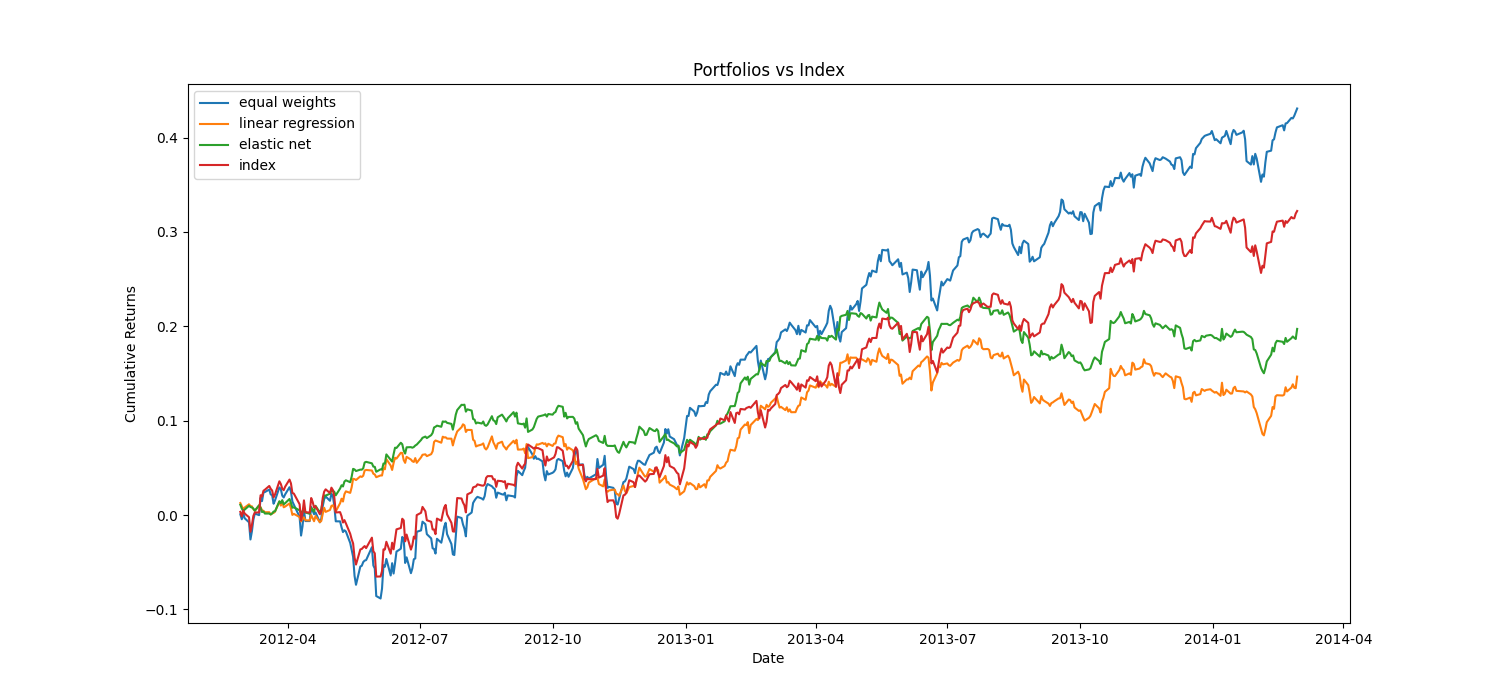 Portfolios vs Index
equal weights
linear regression
elastic net
index
Cumulative Returns
0.4
0.3
0.2
0.1
0.0
−0.1
2012-04 2012-07 2012-10 2013-01 2013-04 2013-07 2013-10 2014-01 2014-04
Date